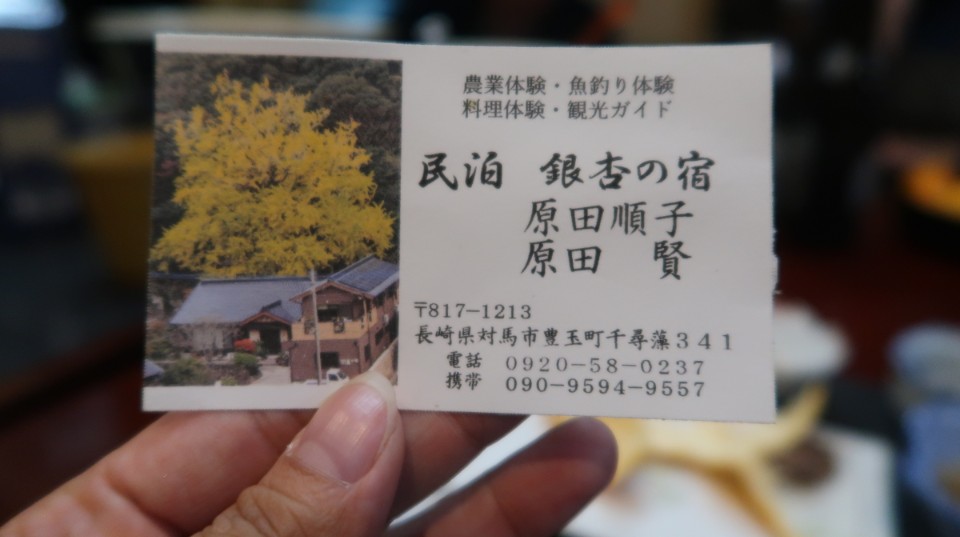 農業体験・魚釣り体験
料理体験・観光ガイド
民泊　銀杏の宿
原田順子
原田　賢
〒817－1213
長崎県対馬市豊玉町千尋藻３４１
電話　0920－58－0237
携帯　090－9594－9557